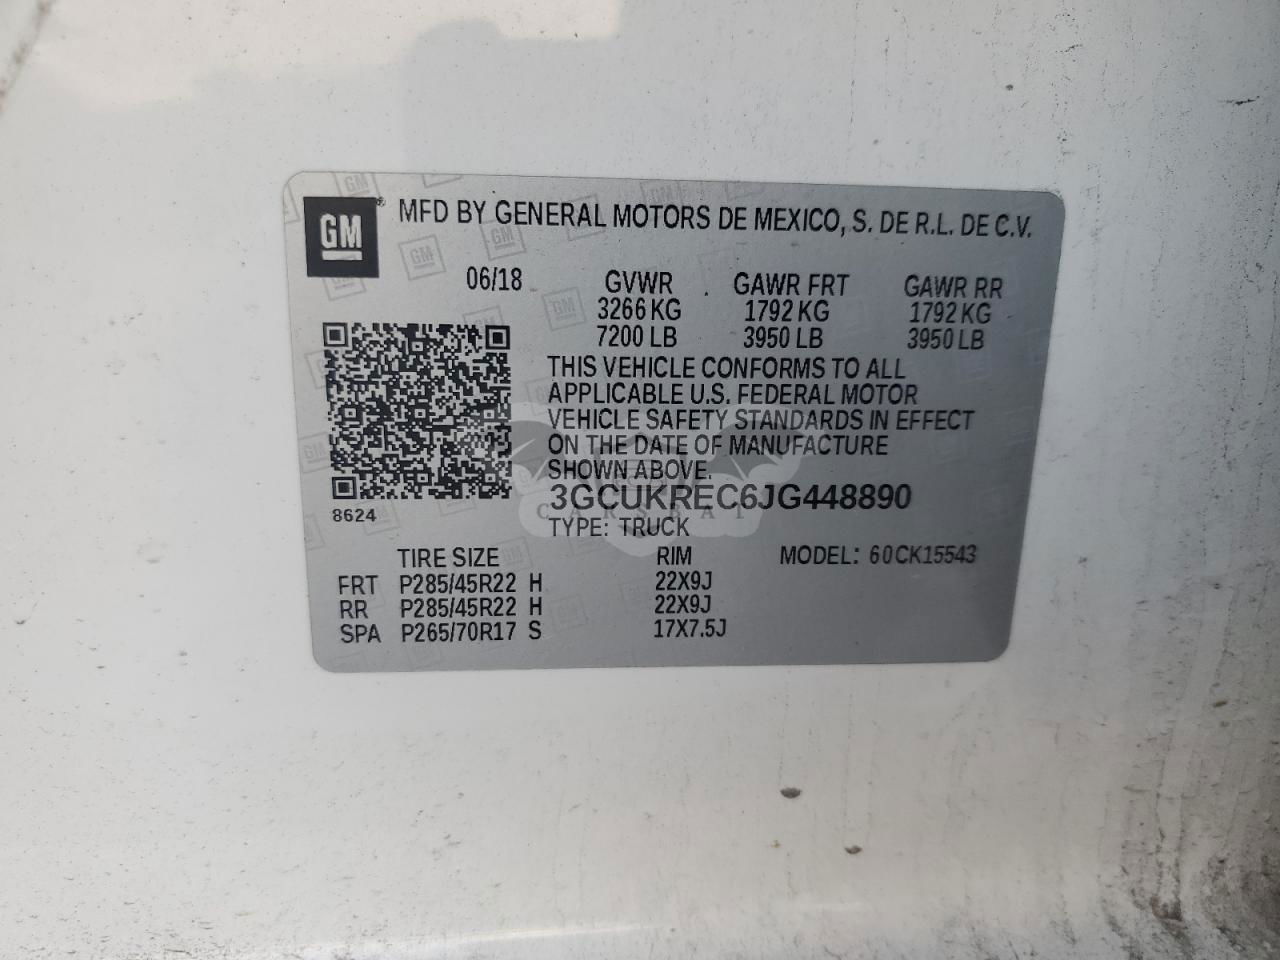 GM ® MFD BY GENERAL MOTORS DE MEXICO, S. DE R.L. DE C.V.
06/18 GVWR GAWR FRT GAWR RR
3266 KG 1792 KG 1792 KG
7200 LB 3950 LB 3950 LB
THIS VEHICLE CONFORMS TO ALL
APPLICABLE U.S. FEDERAL MOTOR
VEHICLE SAFETY STANDARDS IN EFFECT
ON THE DATE OF MANUFACTURE
SHOWN ABOVE.
3GCUKREC6JG448890
8624
CARSBAT
TYPE: TRUCK
TIRE SIZE RIM MODEL: 60CK15543
FRT P285/45R22 H 22X9J
RR P285/45R22 H 22X9J
SPA P265/70R17 S 17X7.5J